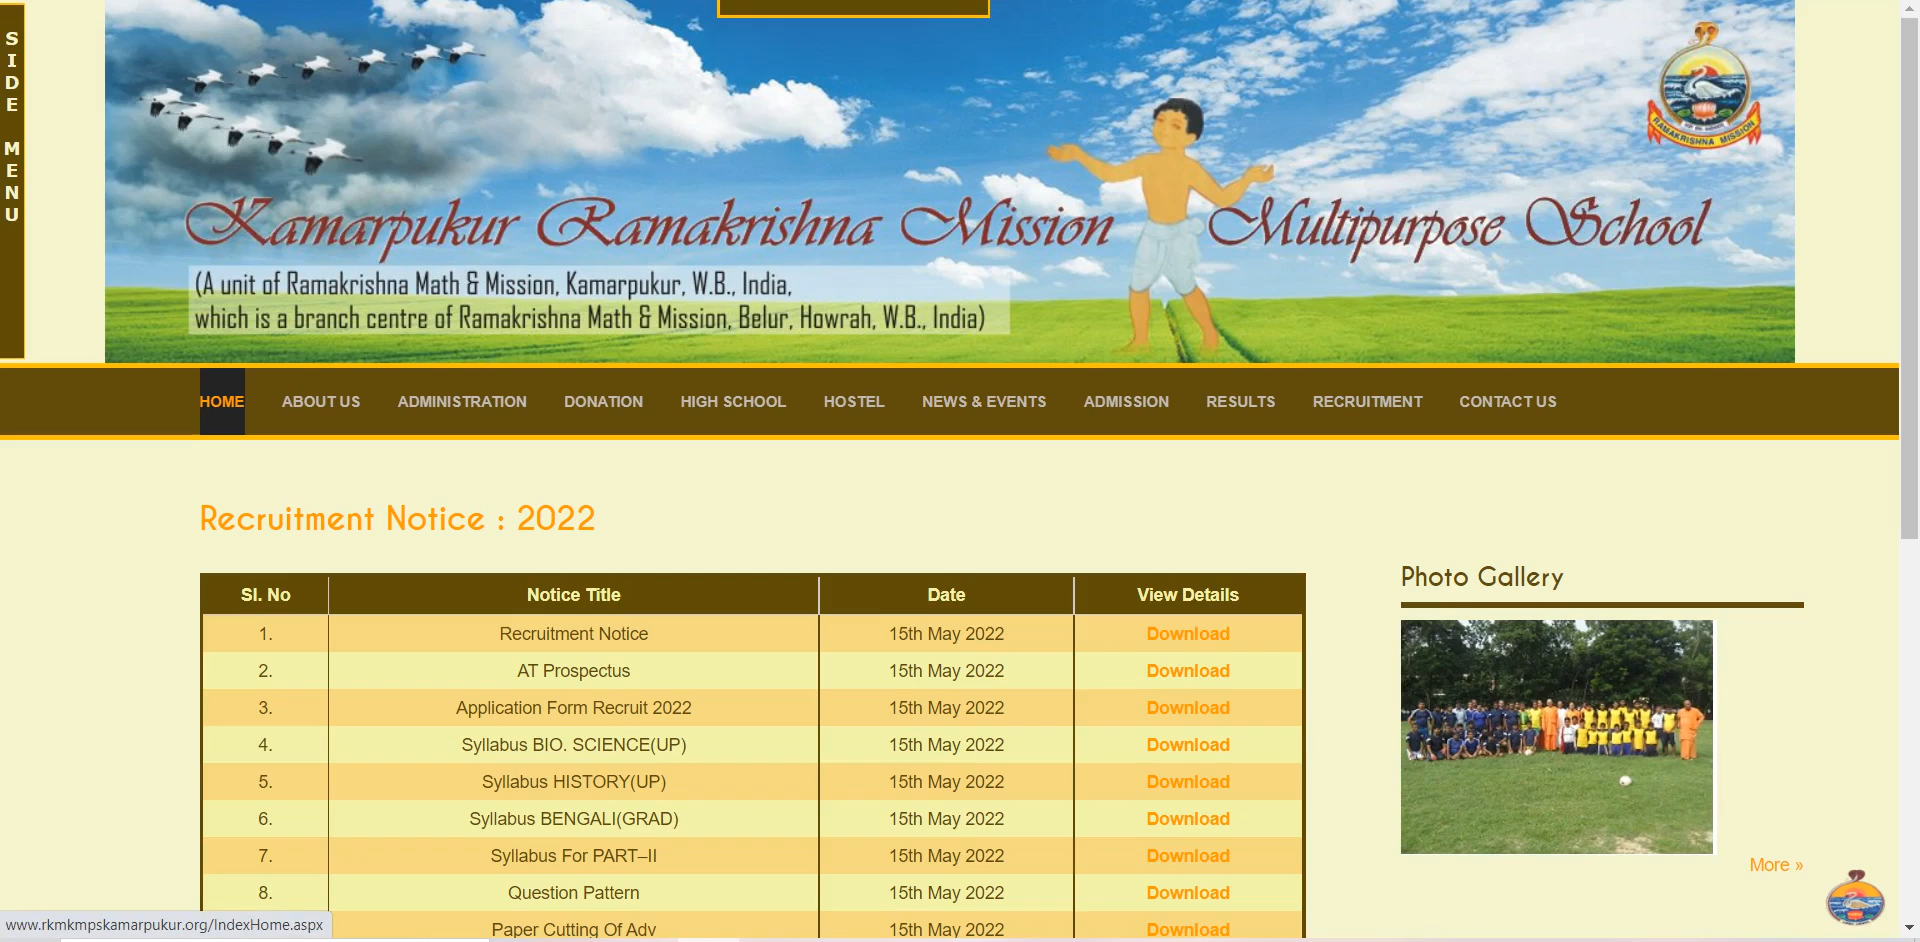 SIDE MENU
RAMAKRISHNA MISSION
Kamarpukur Ramakrishna Mission Multipurpose School
(A unit of Ramakrishna Math & Mission, Kamarpukur, W.B., India,
which is a branch centre of Ramakrishna Math & Mission, Belur, Howrah, W.B., India)
HOME ABOUT US ADMINISTRATION DONATION HIGH SCHOOL HOSTEL NEWS & EVENTS ADMISSION RESULTS RECRUITMENT CONTACT US
Recruitment Notice : 2022
Photo Gallery
Sl. No Notice Title Date View Details
1. Recruitment Notice 15th May 2022 Download
2. AT Prospectus 15th May 2022 Download
3. Application Form Recruit 2022 15th May 2022 Download
4. Syllabus BIO. SCIENCE(UP) 15th May 2022 Download
5. Syllabus HISTORY(UP) 15th May 2022 Download
6. Syllabus BENGALI(GRAD) 15th May 2022 Download
7. Syllabus For PART–II 15th May 2022 Download
More »
8. Question Pattern 15th May 2022 Download
Paper Cutting Of Adv 15th May 2022 Download
www.rkmkmpskamarpukur.org/IndexHome.aspx